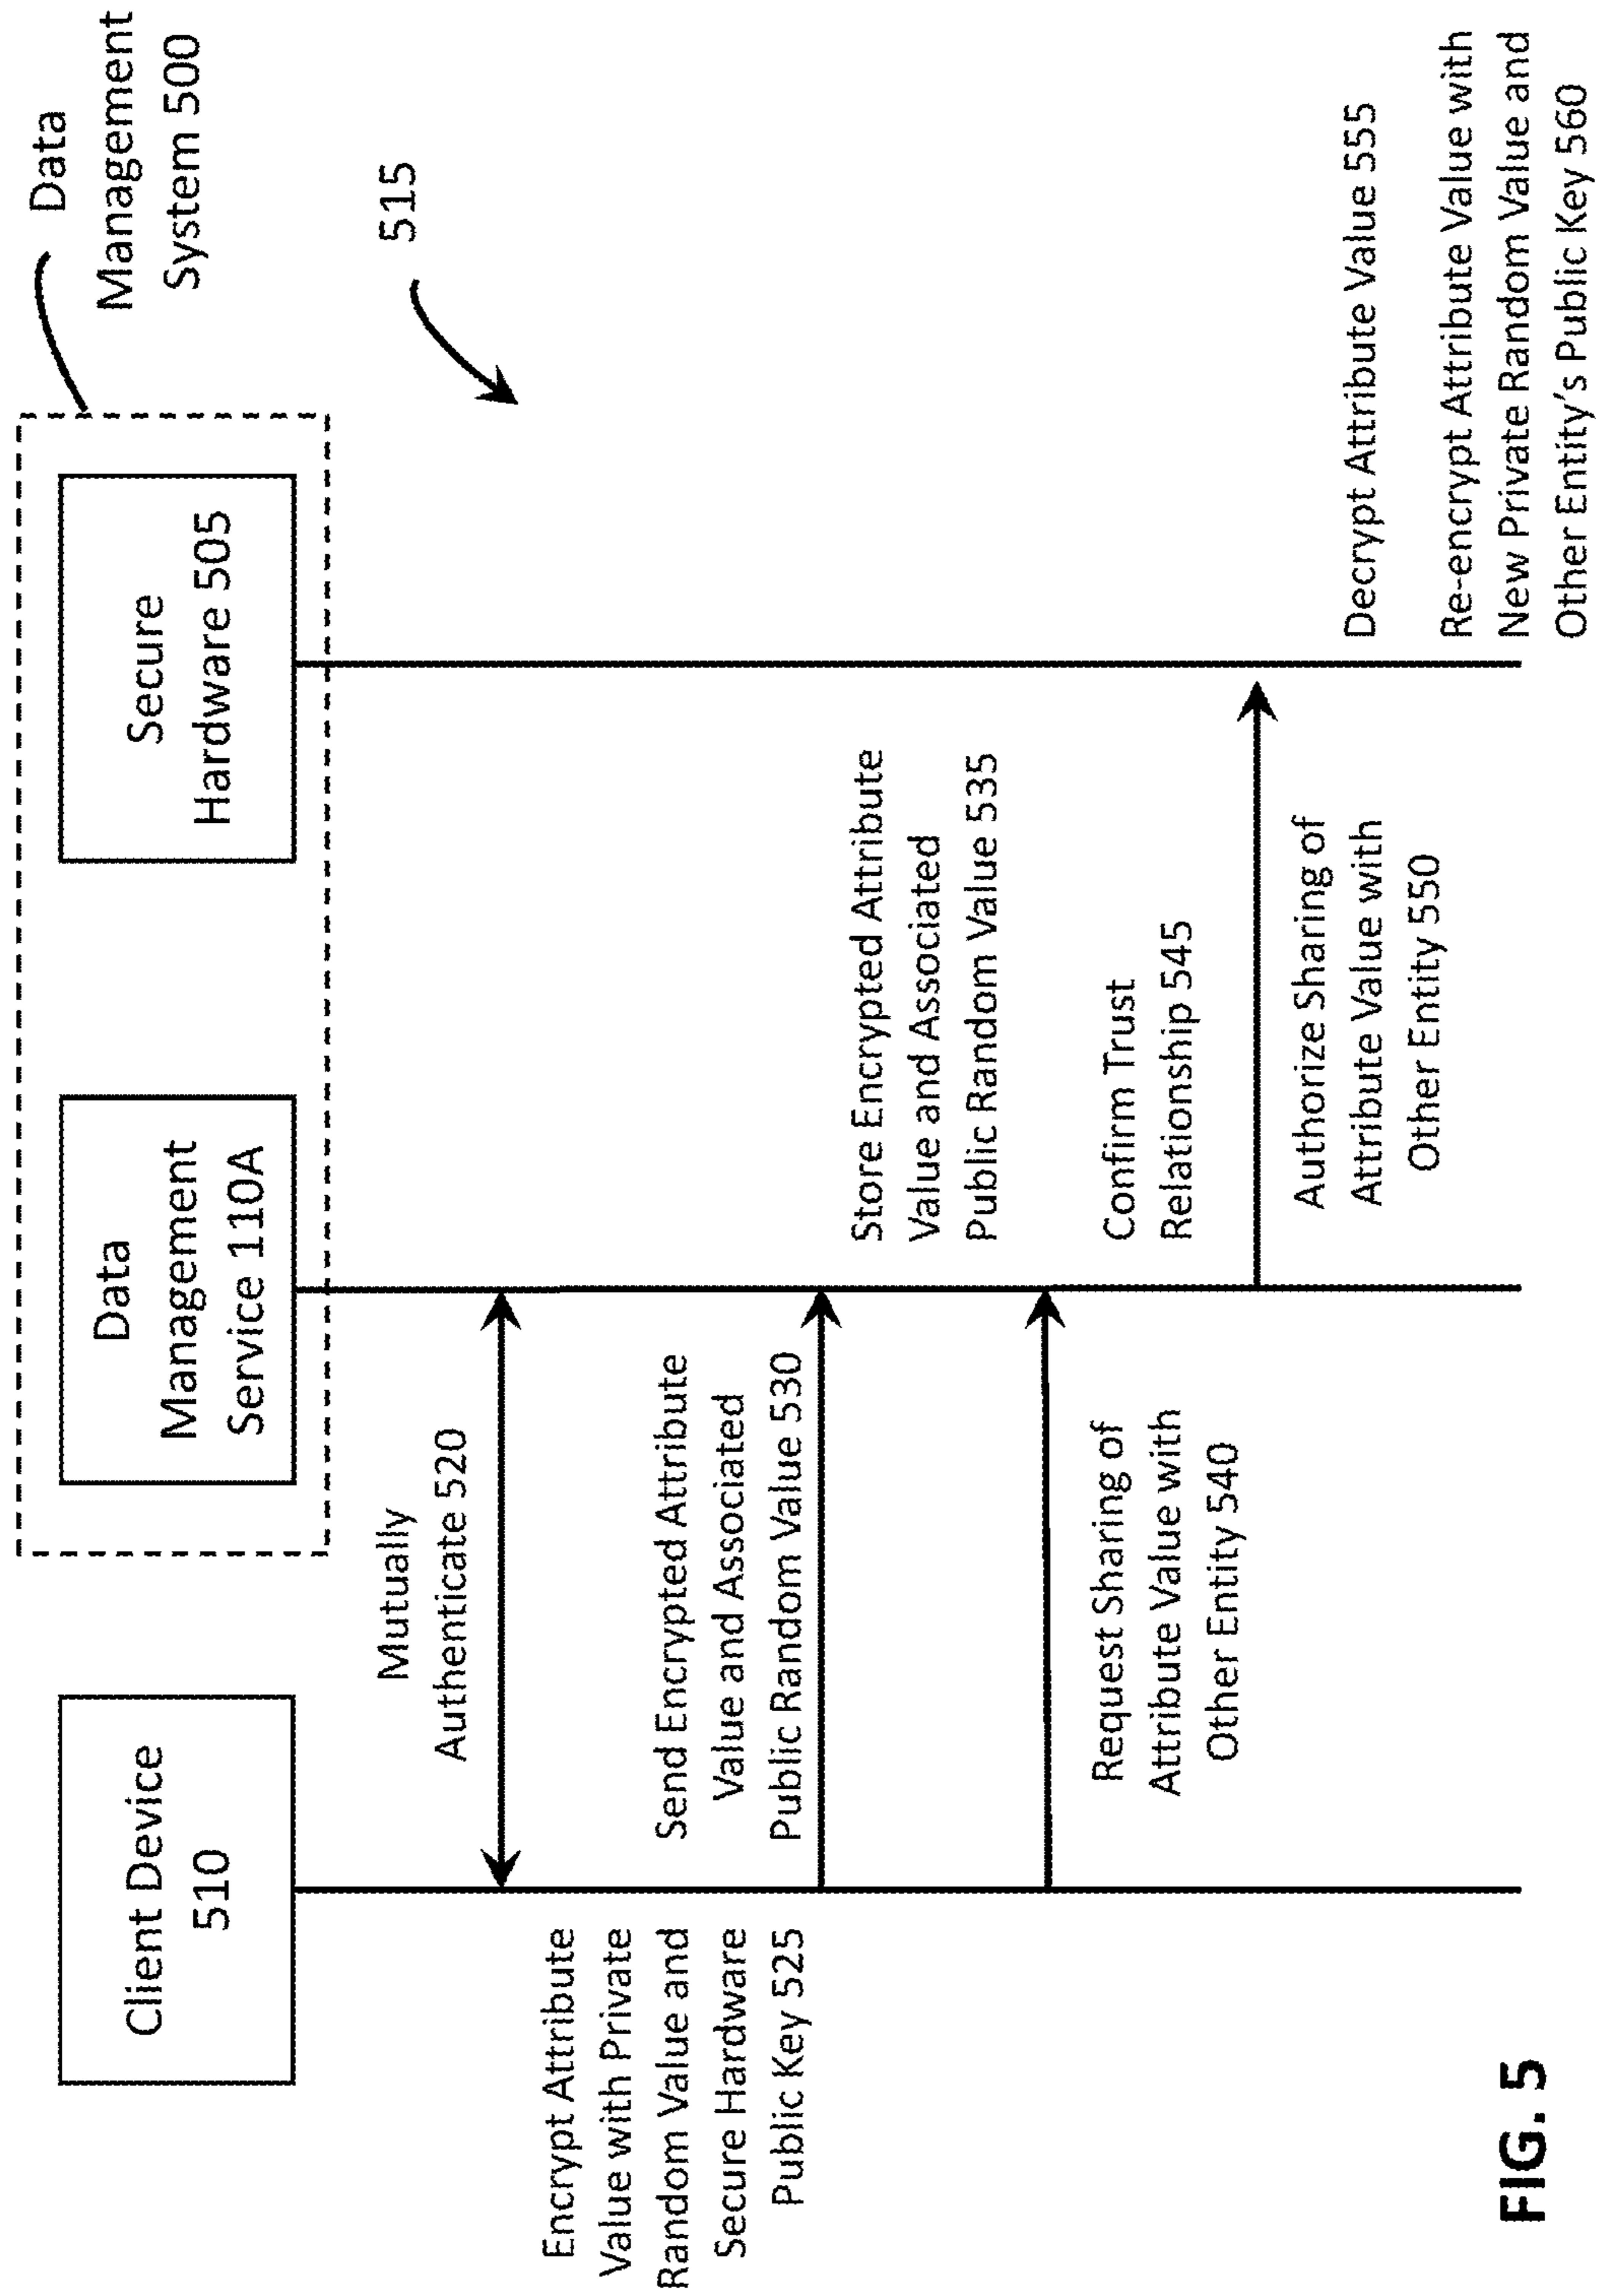 Data
Management
System 500
Client Device
510
Data
Management
Service 110A
Secure
Hardware 505
515
Mutually
Authenticate 520
Encrypt Attribute
Value with Private
Random Value and
Secure Hardware
Public Key 525
Send Encrypted Attribute
Value and Associated
Public Random Value 530
Store Encrypted Attribute
Value and Associated
Public Random Value 535
Request Sharing of
Attribute Value with
Other Entity 540
Confirm Trust
Relationship 545
Authorize Sharing of
Attribute Value with
Other Entity 550
Decrypt Attribute Value 555
Re-encrypt Attribute Value with
New Private Random Value and
Other Entity's Public Key 560
FIG. 5